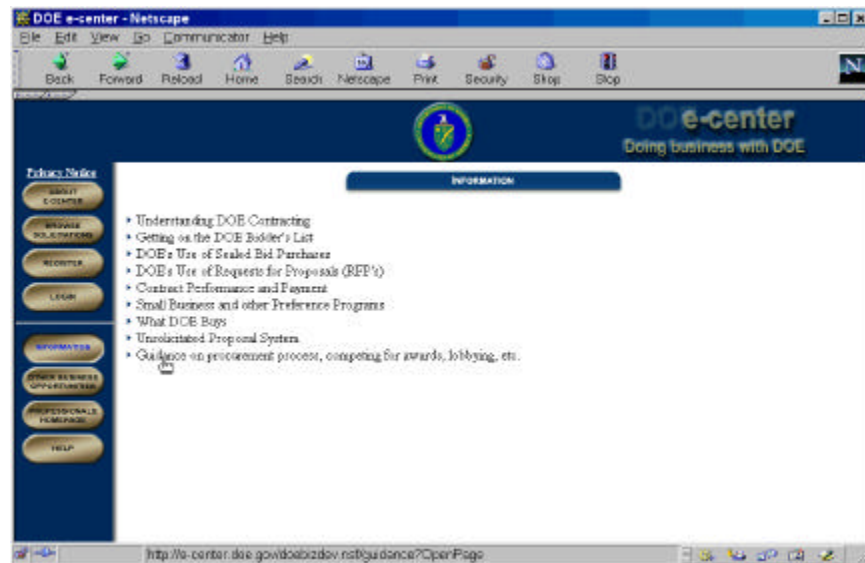 DOE e-center - Netscape
File Edit View Go Communicator Help
Back Forward Reload Home Search Netscape Print Security Shop Stop
DOE e-center
Doing business with DOE
Privacy Notice
ABOUT E-CENTER
BROWSE SOLICITATIONS
REGISTER
LOGIN
INFORMATION
OTHER BUSINESS OPPORTUNITIES
PROFESSIONALS HOMEPAGE
HELP
INFORMATION
Understanding DOE Contracting
Getting on the DOE Bidder's List
DOE's Use of Sealed Bid Purchases
DOE's Use of Requests for Proposals (RFP's)
Contract Performance and Payment
Small Business and other Preference Programs
What DOE Buys
Unsolicitated Proposal System
Guidance on procurement process, competing for awards, lobbying, etc.
http://e-center.doe.gov/doebizdev.nsf/guidance?OpenPage